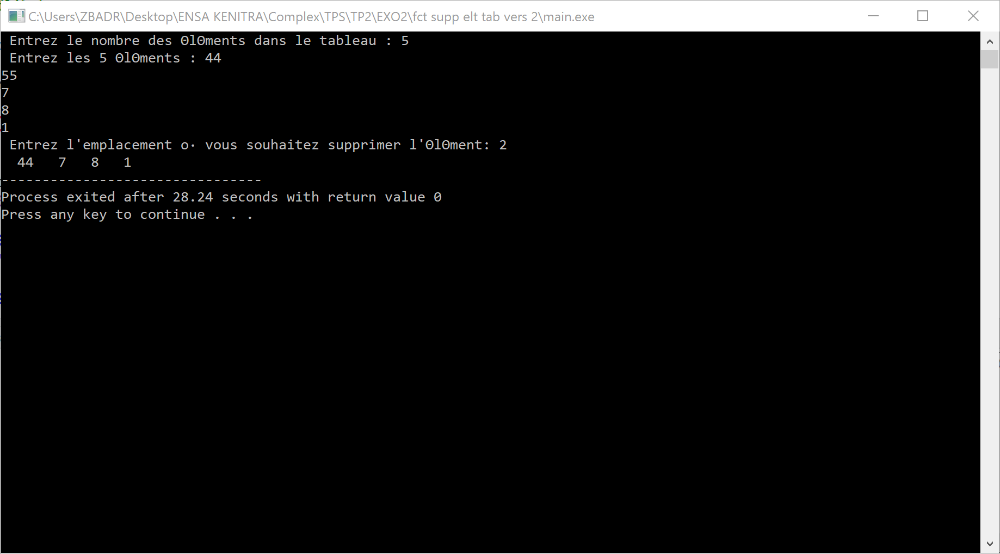 C:\Users\ZBADR\Desktop\ENSA KENITRA\Complex\TPS\TP2\EXO2\fct supp elt tab vers 2\main.exe
Entrez le nombre des ΘlΘments dans le tableau : 5
Entrez les 5 ΘlΘments : 44
55
7
8
1
Entrez l'emplacement o∙ vous souhaitez supprimer l'ΘlΘment: 2
44   7   8   1
--------------------------------
Process exited after 28.24 seconds with return value 0
Press any key to continue . . .